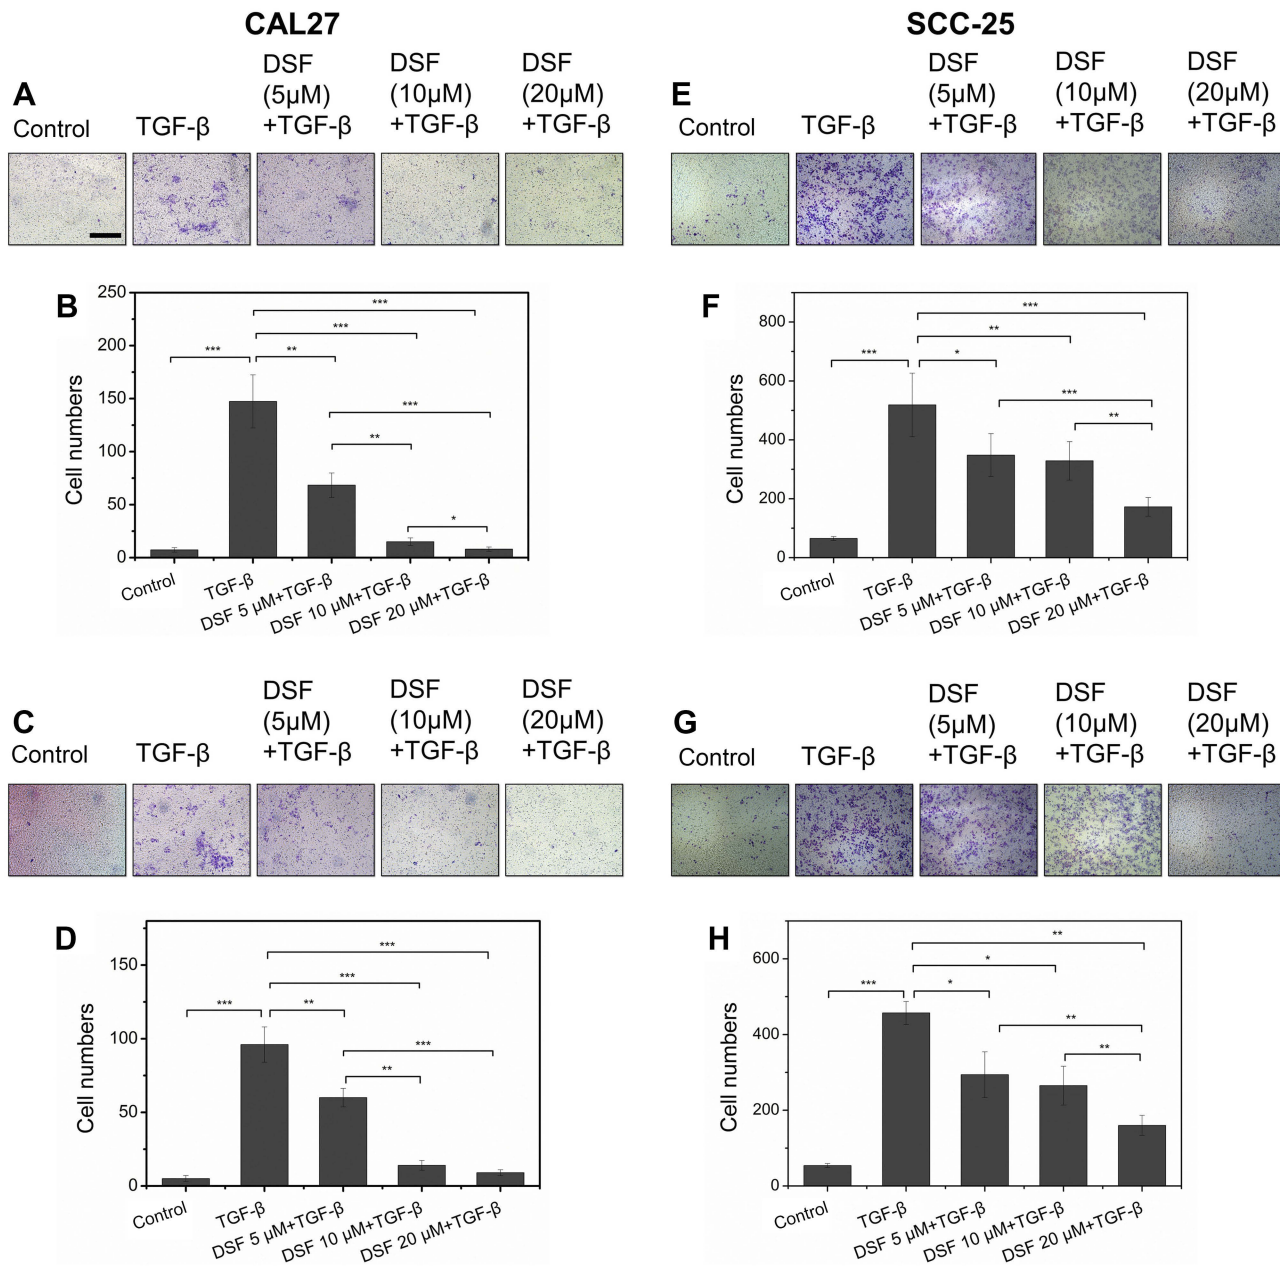 CAL27
SCC-25
A
Control
TGF-β
DSF
(5µM)
+TGF-β
DSF
(10µM)
+TGF-β
DSF
(20µM)
+TGF-β
E
Control
TGF-β
DSF
(5µM)
+TGF-β
DSF
(10µM)
+TGF-β
DSF
(20µM)
+TGF-β
B
Cell numbers
250
200
150
100
50
0
***
***
***
**
***
**
*
Control
TGF-β
DSF 5 µM+TGF-β
DSF 10 µM+TGF-β
DSF 20 µM+TGF-β
F
Cell numbers
800
600
400
200
0
***
**
***
*
***
**
Control
TGF-β
DSF 5 µM+TGF-β
DSF 10 µM+TGF-β
DSF 20 µM+TGF-β
C
Control
TGF-β
DSF
(5µM)
+TGF-β
DSF
(10µM)
+TGF-β
DSF
(20µM)
+TGF-β
G
Control
TGF-β
DSF
(5µM)
+TGF-β
DSF
(10µM)
+TGF-β
DSF
(20µM)
+TGF-β
D
Cell numbers
150
100
50
0
***
***
***
**
***
**
Control
TGF-β
DSF 5 µM+TGF-β
DSF 10 µM+TGF-β
DSF 20 µM+TGF-β
H
Cell numbers
600
400
200
0
**
*
***
*
**
**
Control
TGF-β
DSF 5 µM+TGF-β
DSF 10 µM+TGF-β
DSF 20 µM+TGF-β